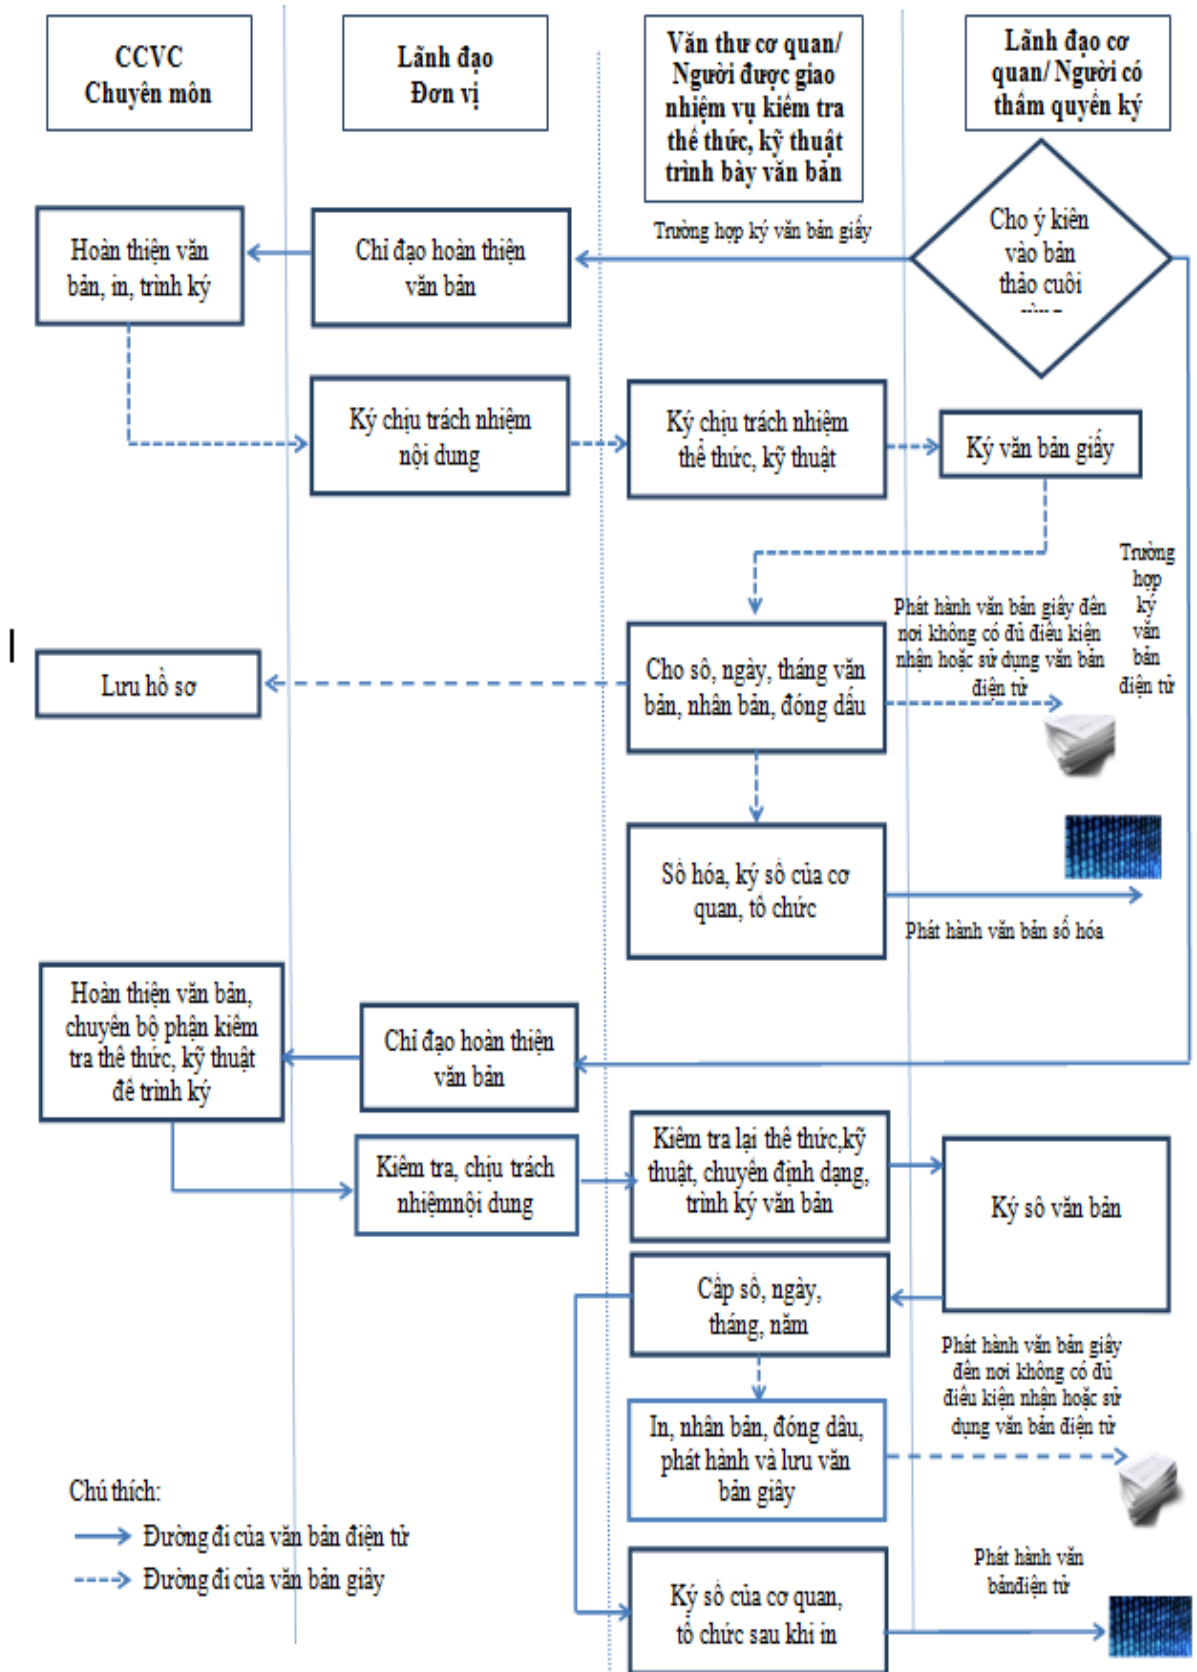 CCVC
Chuyên môn
Lãnh đạo
Đơn vị
Văn thư cơ quan/
Người được giao
nhiệm vụ kiểm tra
thể thức, kỹ thuật
trình bày văn bản
Lãnh đạo cơ
quan/ Người có
thẩm quyền ký
Hoàn thiện văn
bản, in, trình ký
Chỉ đạo hoàn thiện
văn bản
Trường hợp ký văn bản giấy
Cho ý kiến
vào bản
thảo cuối
Ký chịu trách nhiệm
nội dung
Ký chịu trách nhiệm
thể thức, kỹ thuật
Ký văn bản giấy
Trường
hợp
ký
văn
bản
điện tử
Phát hành văn bản giấy đến
nơi không có đủ điều kiện
nhận hoặc sử dụng văn bản
điện tử
Lưu hồ sơ
Cho số, ngày, tháng văn
bản, nhân bản, đóng dấu
Số hóa, ký số của cơ
quan, tổ chức
Phát hành văn bản số hóa
Hoàn thiện văn bản,
chuyển bộ phận kiểm
tra thể thức, kỹ thuật
để trình ký
Chỉ đạo hoàn thiện
văn bản
Kiểm tra, chịu trách
nhiệmnội dung
Kiểm tra lại thể thức,kỹ
thuật, chuyển định dạng,
trình ký văn bản
Ký số văn bản
Cấp số, ngày,
tháng, năm
Phát hành văn bản giấy
đến nơi không có đủ
điều kiện nhận hoặc sử
dụng văn bản điện tử
In, nhân bản, đóng dấu,
phát hành và lưu văn
bản giấy
Chú thích:
Đường đi của văn bản điện tử
Đường đi của văn bản giấy
Ký số của cơ quan,
tổ chức sau khi in
Phát hành văn
bảnđiện tử